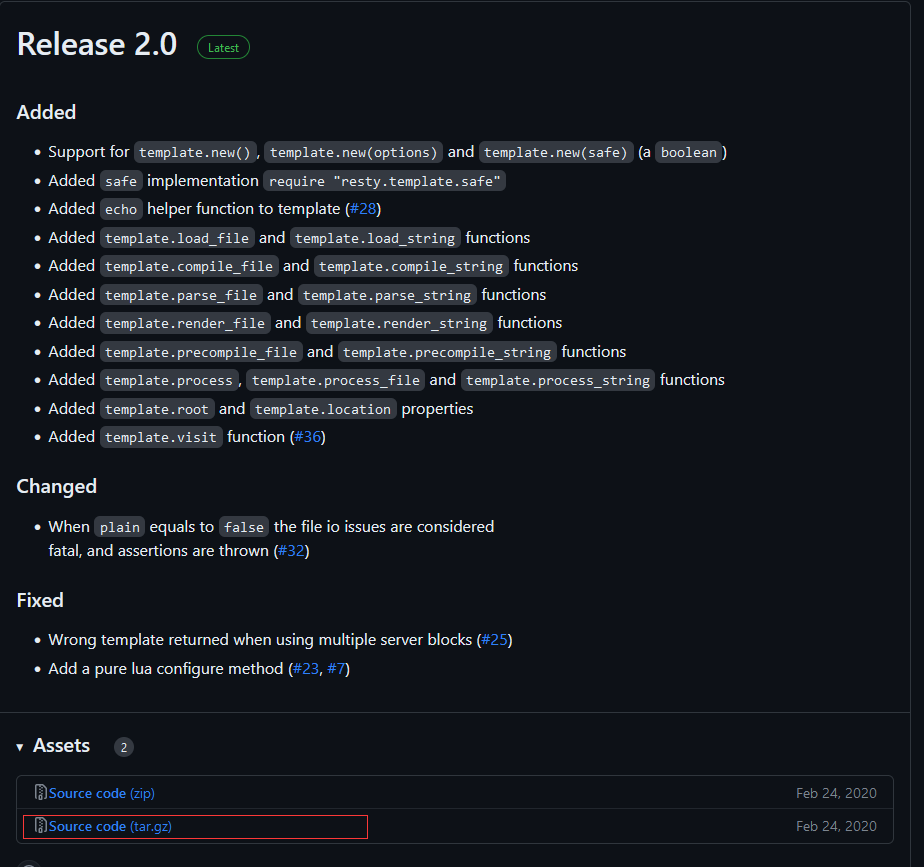 Release 2.0 Latest
Added
• Support for template.new(), template.new(options) and template.new(safe) (a boolean)
• Added safe implementation require "resty.template.safe"
• Added echo helper function to template (#28)
• Added template.load_file and template.load_string functions
• Added template.compile_file and template.compile_string functions
• Added template.parse_file and template.parse_string functions
• Added template.render_file and template.render_string functions
• Added template.precompile_file and template.precompile_string functions
• Added template.process, template.process_file and template.process_string functions
• Added template.root and template.location properties
• Added template.visit function (#36)
Changed
• When plain equals to false the file io issues are considered
fatal, and assertions are thrown (#32)
Fixed
• Wrong template returned when using multiple server blocks (#25)
• Add a pure lua configure method (#23, #7)
▾ Assets 2
Source code (zip) Feb 24, 2020
Source code (tar.gz) Feb 24, 2020